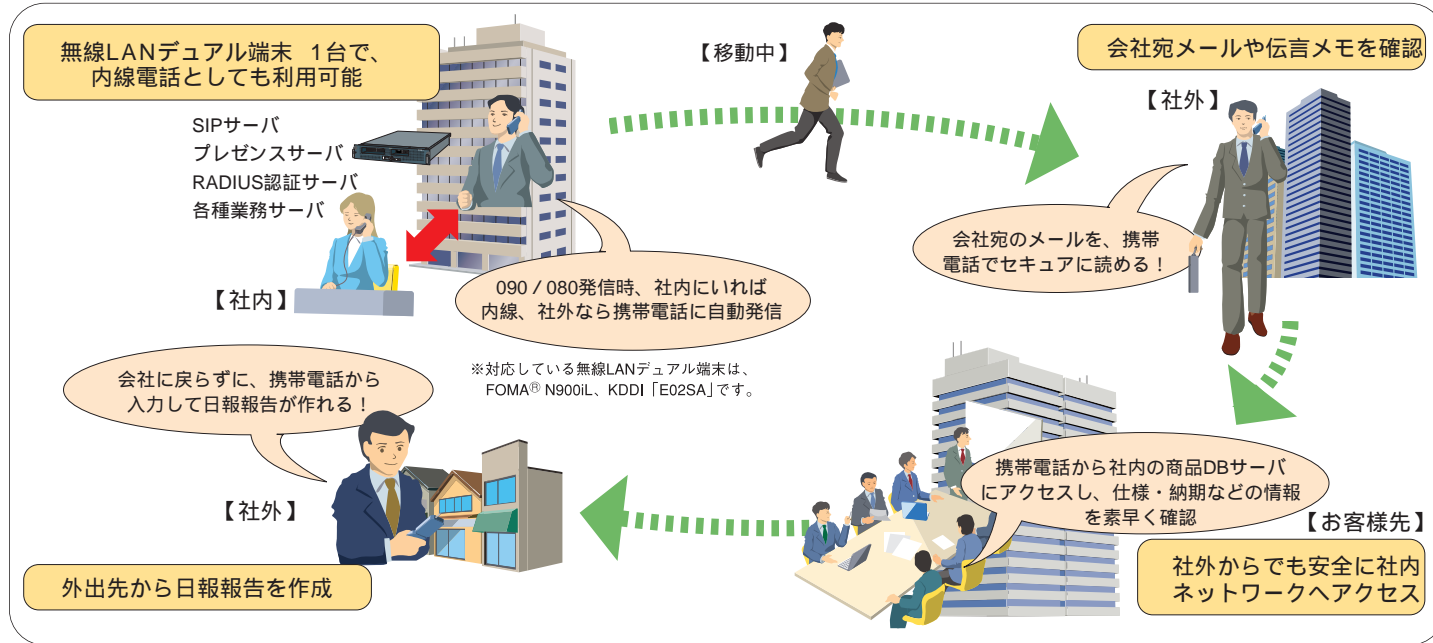 無線LANデュアル端末 1台で、
内線電話としても利用可能
SIPサーバ
プレゼンスサーバ
RADIUS認証サーバ
各種業務サーバ
【社内】
090/080発信時、社内にいれば
内線、社外なら携帯電話に自動発信
※対応している無線LANデュアル端末は、
FOMA® N900iL、KDDI「E02SA」です。
【移動中】
会社宛メールや伝言メモを確認
【社外】
会社宛のメールを、携帯
電話でセキュアに読める!
携帯電話から社内の商品DBサーバ
にアクセスし、仕様・納期などの情報
を素早く確認
【お客様先】
社外からでも安全に社内
ネットワークへアクセス
会社に戻らずに、携帯電話から
入力して日報報告が作れる!
【社外】
外出先から日報報告を作成